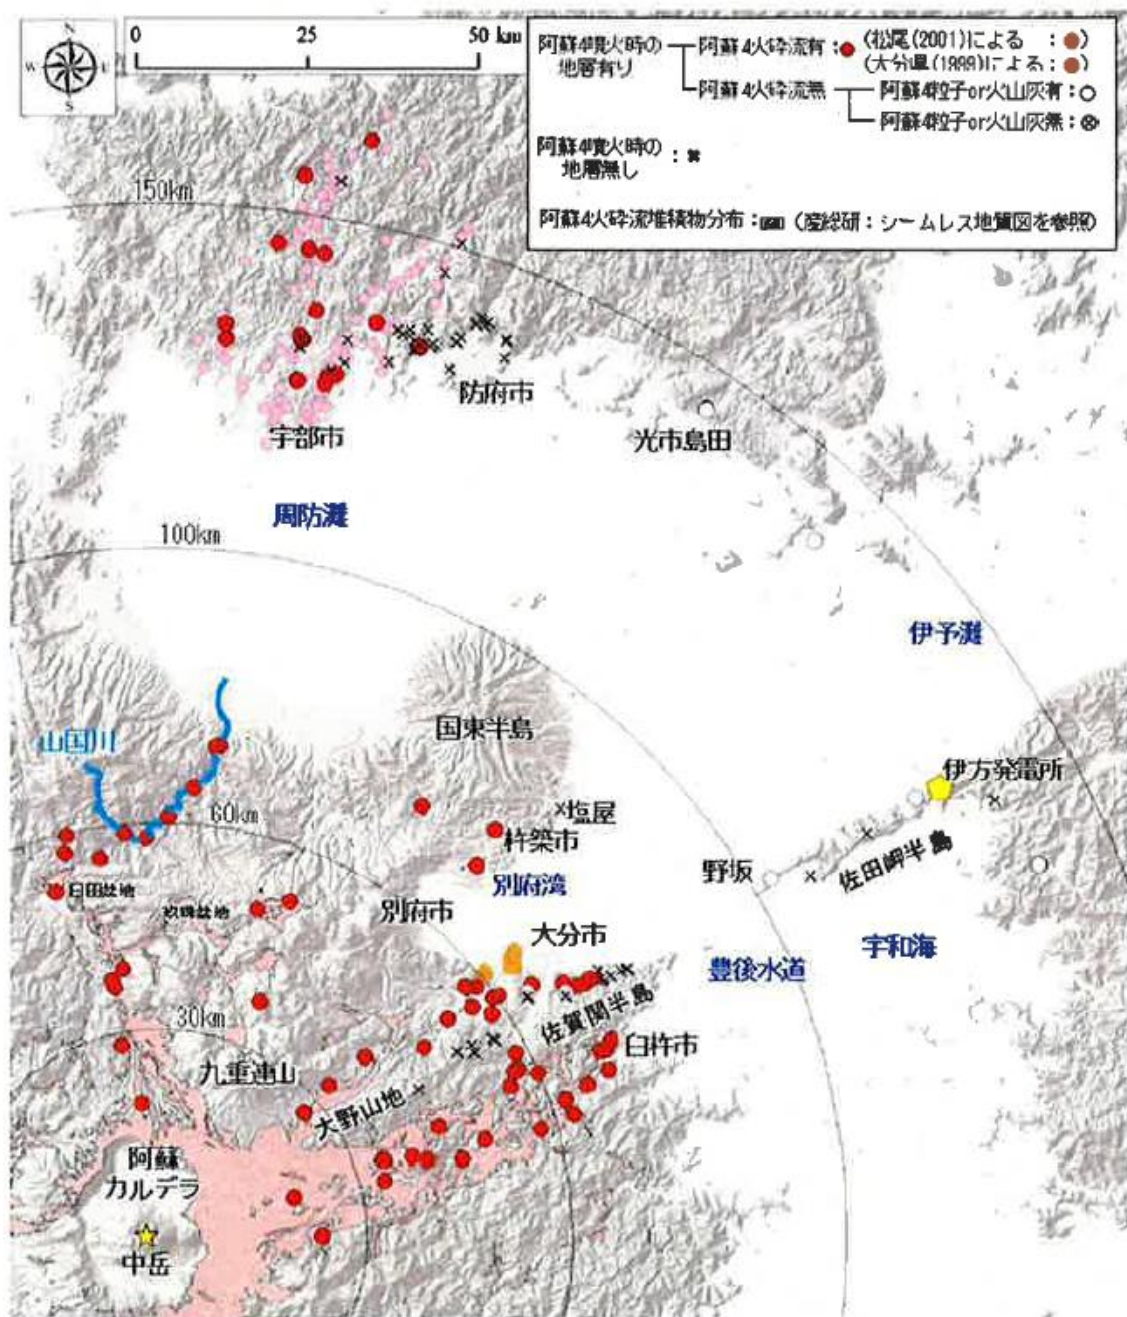 N
W
S
0
25
50 km
阿蘇4噴火時の
地層有り
阿蘇4火砕流有:
(松尾(2001)による :)
(大分県(1999)による:)
阿蘇4火砕流無
阿蘇4粒子or火山灰有:
阿蘇4粒子or火山灰無:
阿蘇4噴火時の
地層無し
:
阿蘇4火砕流堆積物分布: (産総研:シームレス地質図を参照)
150km
防府市
宇部市
光市島田
周防灘
100km
伊予灘
国東半島
山国川
伊方発電所
塩屋
60km
杵築市
佐田岬半島
野坂
別府湾
日田盆地
玖珠盆地
別府市
大分市
宇和海
豊後水道
佐賀関半島
30km
臼杵市
九重連山
大野山地
阿蘇
カルデラ
中岳